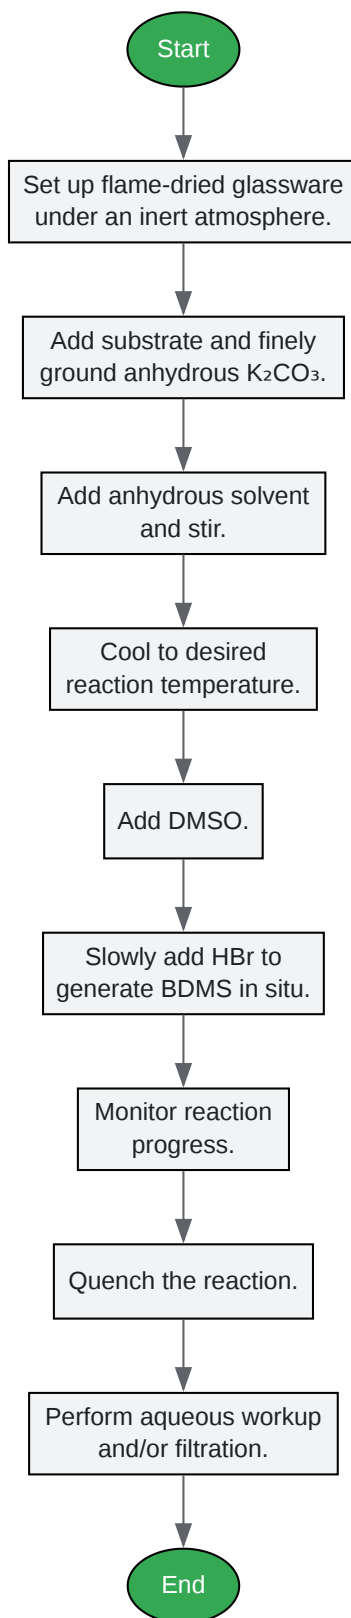 Start
Set up flame-dried glassware
under an inert atmosphere.
Add substrate and finely
ground anhydrous K₂CO₃.
Add anhydrous solvent
and stir.
Cool to desired
reaction temperature.
Add DMSO.
Slowly add HBr to
generate BDMS in situ.
Monitor reaction
progress.
Quench the reaction.
Perform aqueous workup
and/or filtration.
End